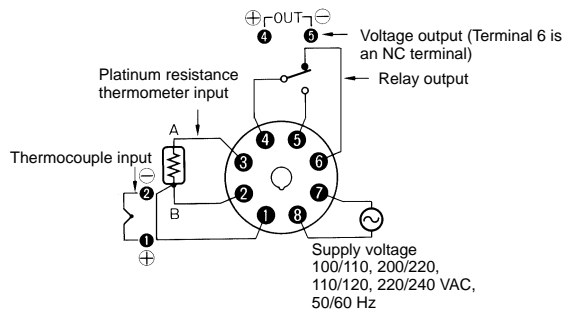 ⊕ OUT ⊖
4 5
Voltage output (Terminal 6 is
an NC terminal)
Relay output
Platinum resistance
thermometer input
A
Thermocouple input
⊖
2
B
1
⊕
4 5
3 6
2 7
1 8
Supply voltage
100/110, 200/220,
110/120, 220/240 VAC,
50/60 Hz